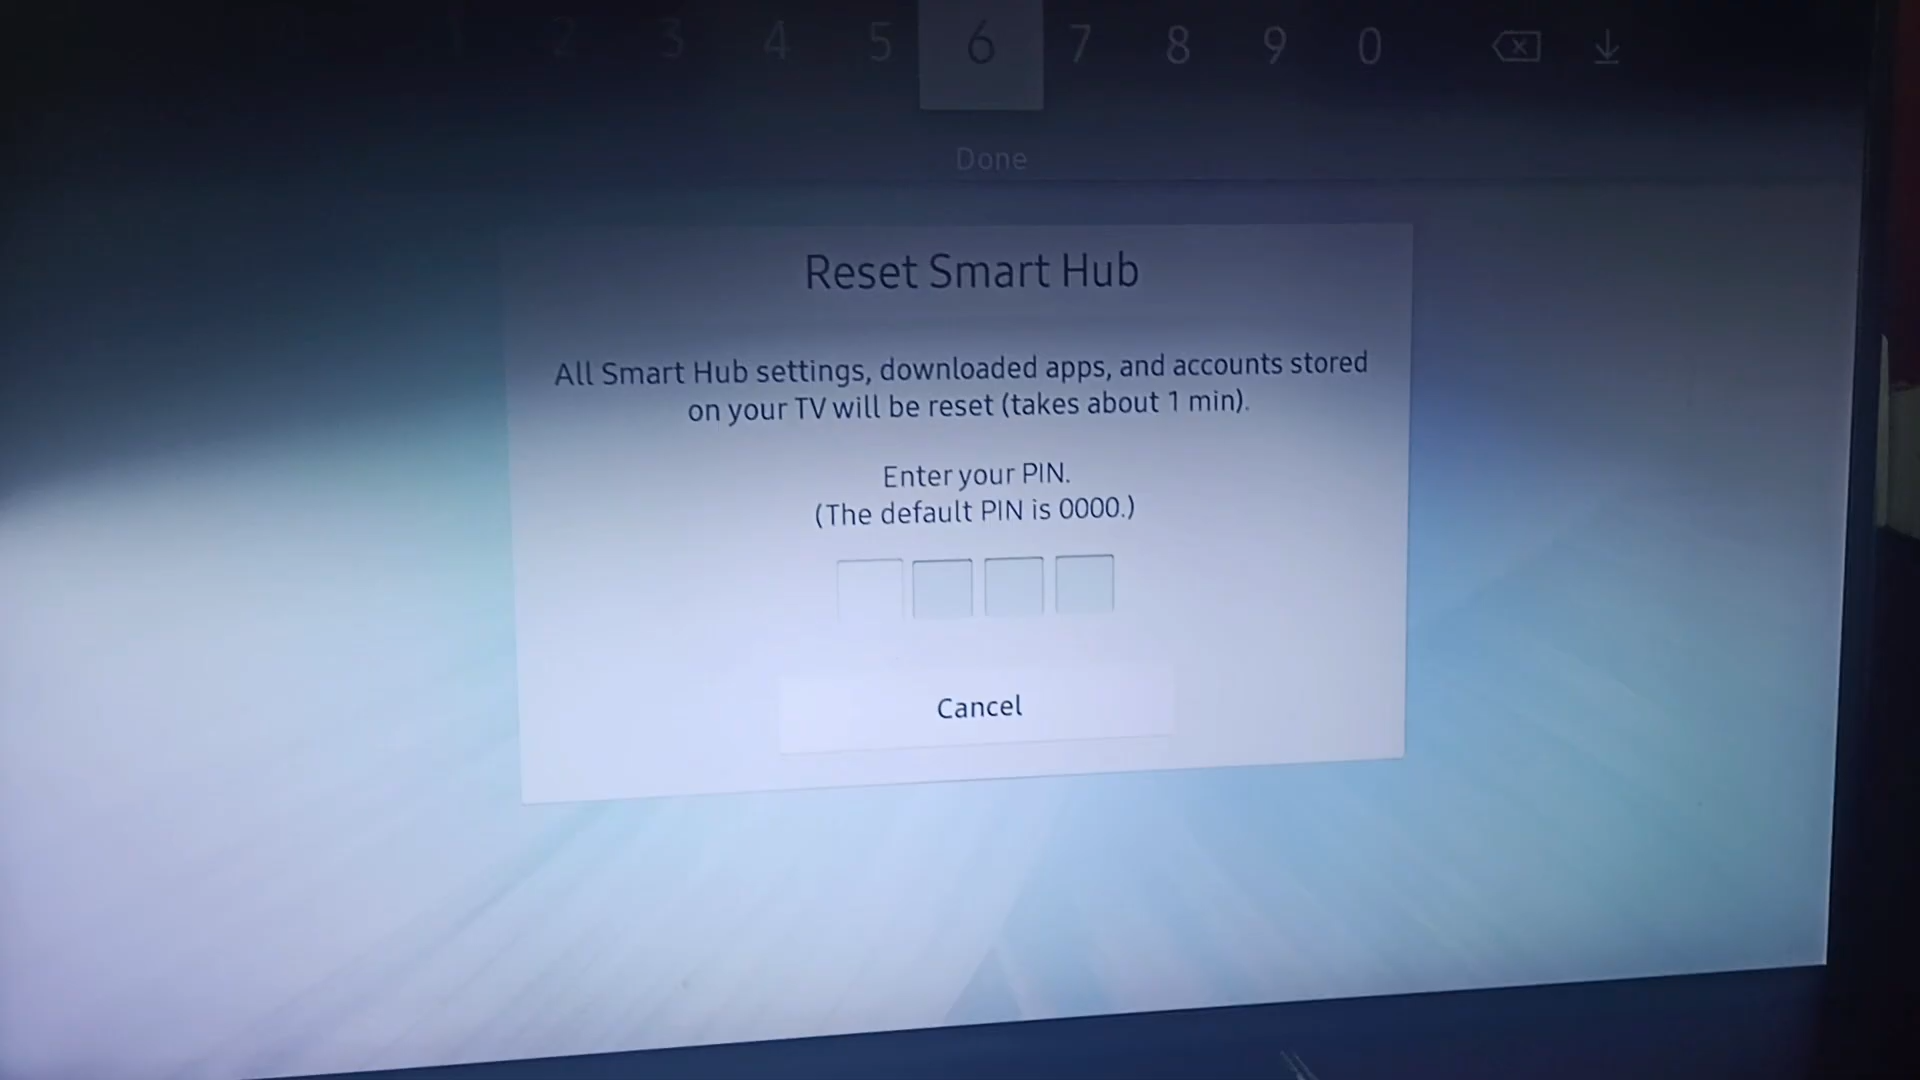 1 2 3 4 5 6 7 8 9 0
Done
Reset Smart Hub
All Smart Hub settings, downloaded apps, and accounts stored
on your TV will be reset (takes about 1 min).
Enter your PIN.
(The default PIN is 0000.)
Cancel